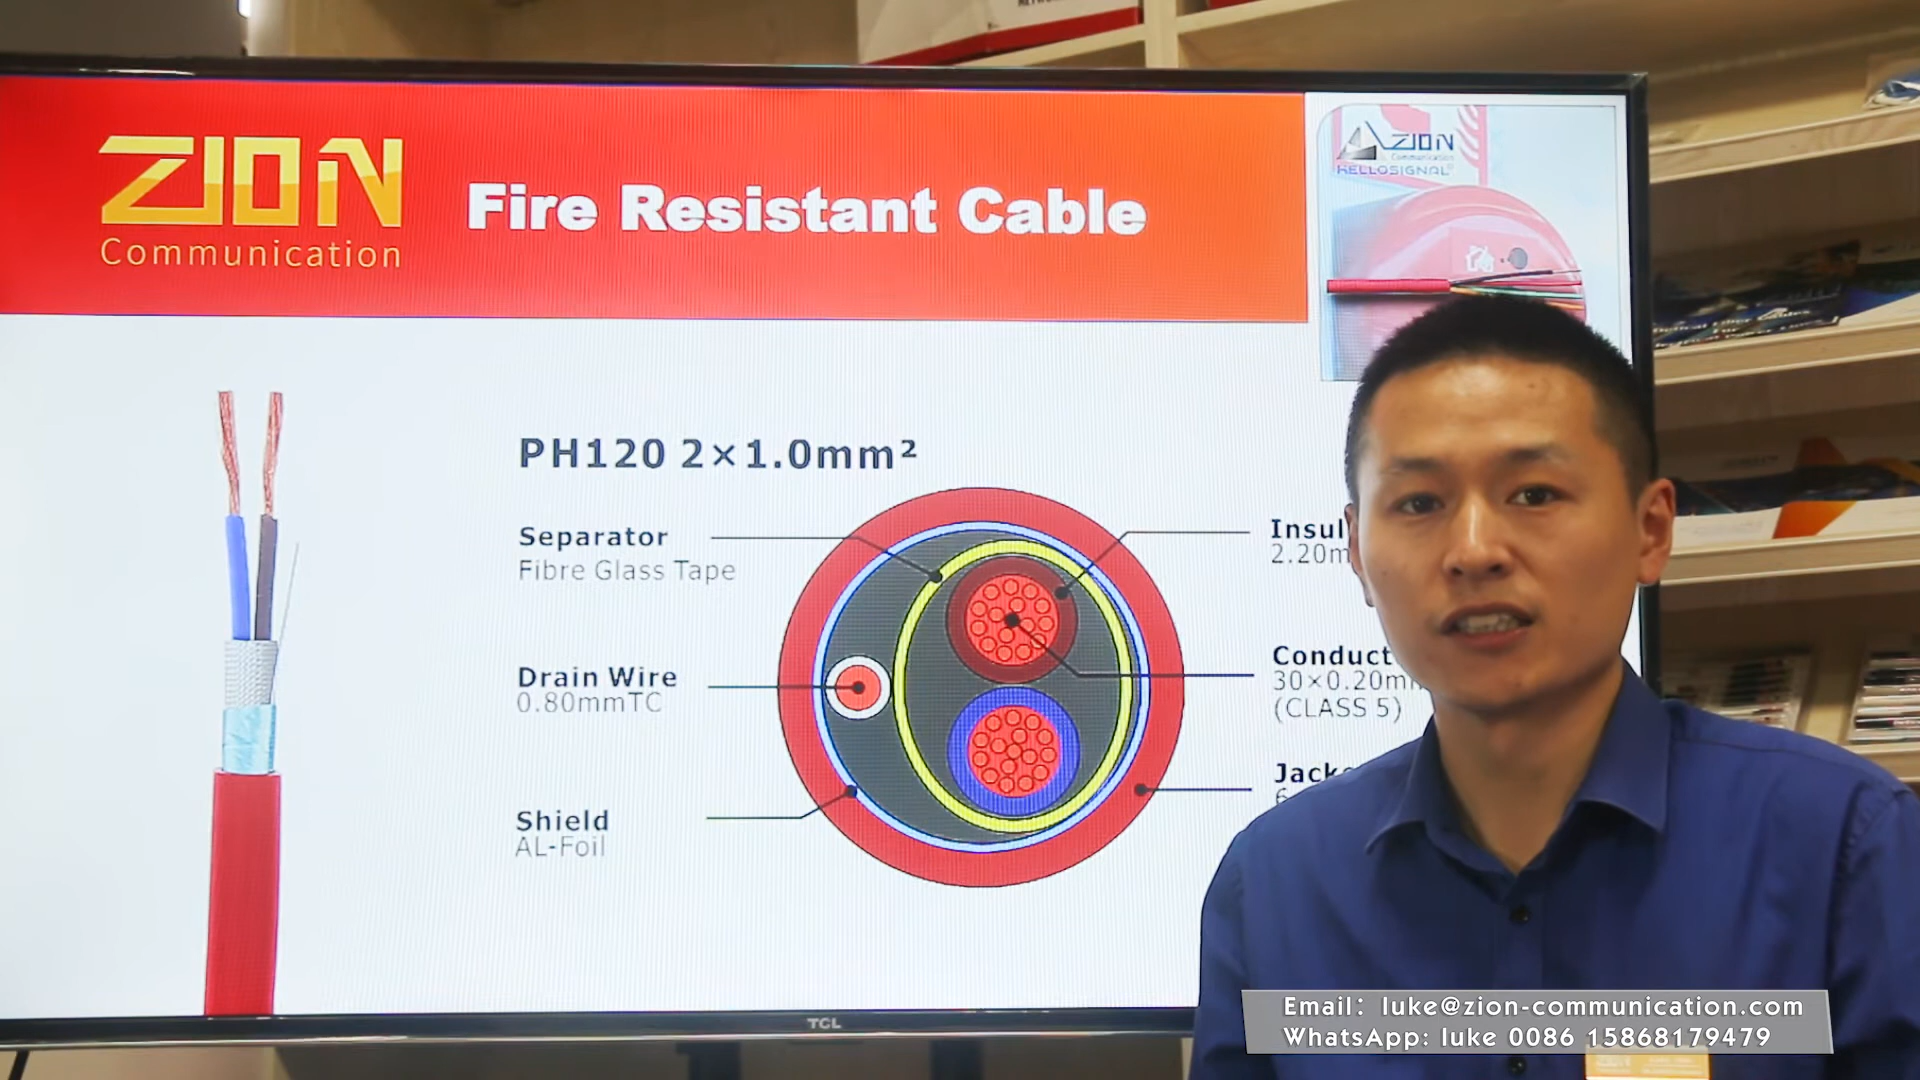 ZION
Communication
Fire Resistant Cable
ZION
Communication
HELLOSIGNAL®
PH120 2×1.0mm²
Separator
Fibre Glass Tape
Drain Wire
0.80mmTC
Shield
AL-Foil
Insul
2.20m
Conduct
30×0.20m
(CLASS 5)
Jack
TCL
Email: luke@zion-communication.com
WhatsApp: luke 0086 15868179479